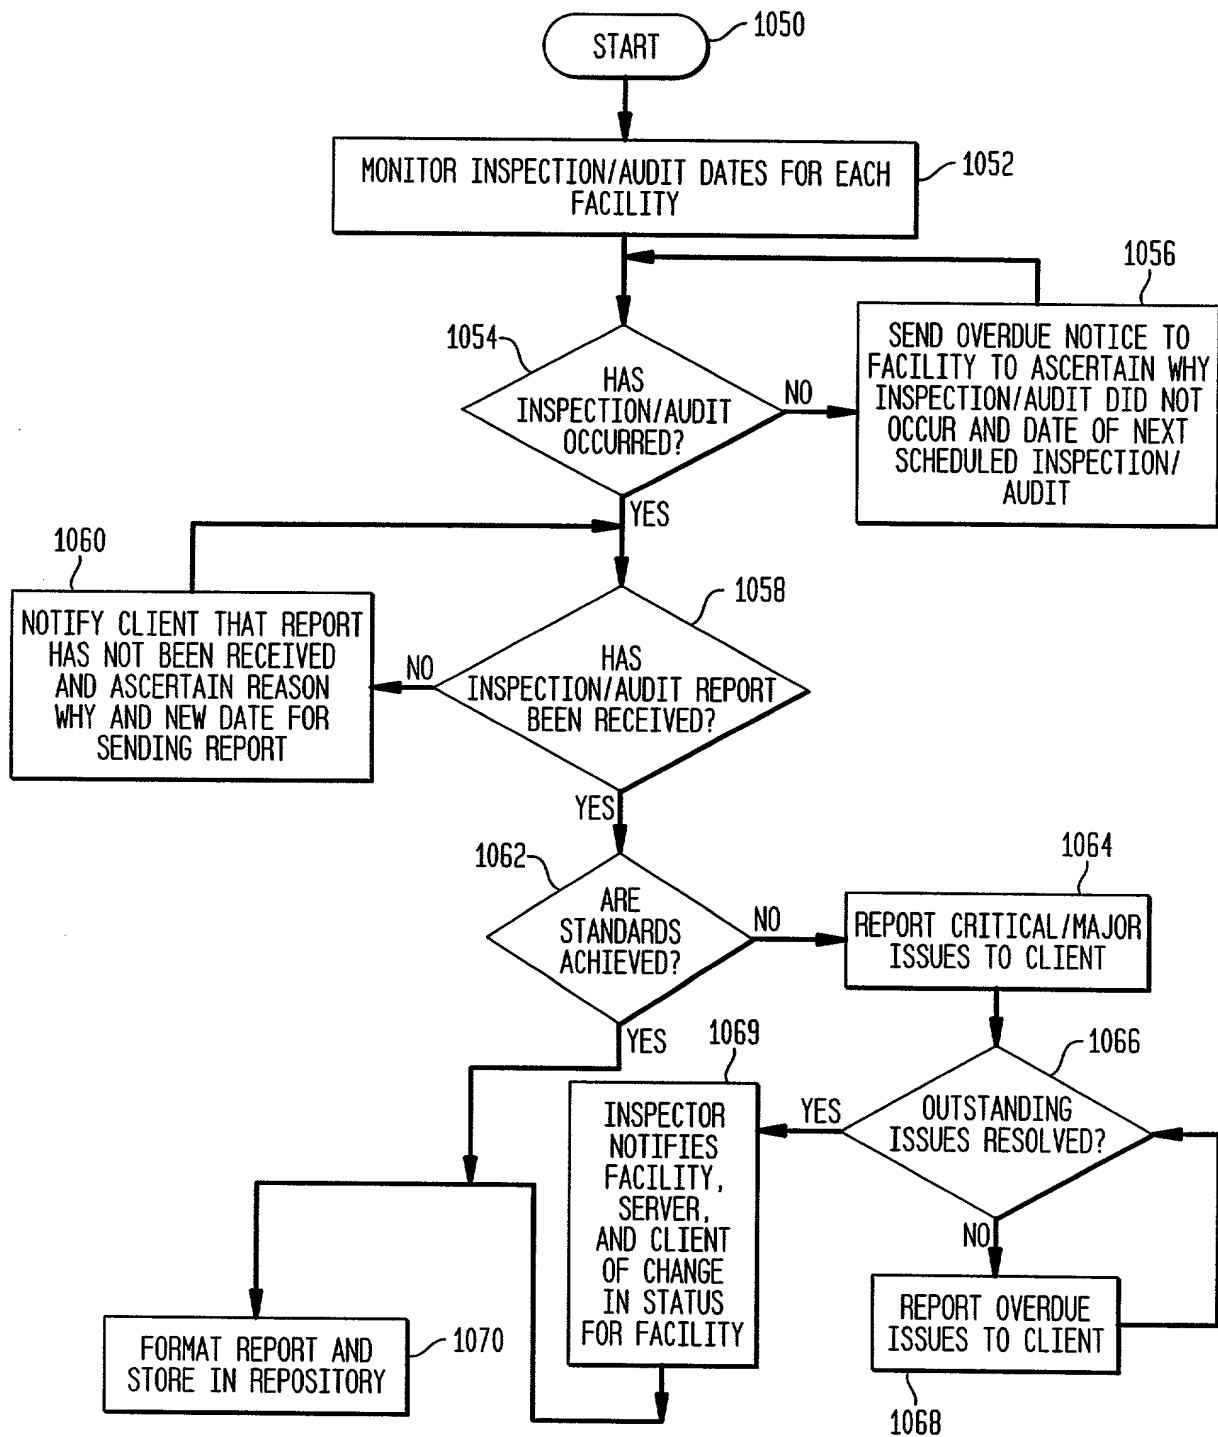 START
1050
MONITOR INSPECTION/AUDIT DATES FOR EACH
FACILITY
1052
1054
HAS
INSPECTION/AUDIT
OCCURRED?
NO
YES
1056
SEND OVERDUE NOTICE TO
FACILITY TO ASCERTAIN WHY
INSPECTION/AUDIT DID NOT
OCCUR AND DATE OF NEXT
SCHEDULED INSPECTION/
AUDIT
1060
NOTIFY CLIENT THAT REPORT
HAS NOT BEEN RECEIVED
AND ASCERTAIN REASON
WHY AND NEW DATE FOR
SENDING REPORT
NO
1058
HAS
INSPECTION/AUDIT REPORT
BEEN RECEIVED?
YES
1062
ARE
STANDARDS
ACHIEVED?
NO
YES
1064
REPORT CRITICAL/MAJOR
ISSUES TO CLIENT
1066
OUTSTANDING
ISSUES RESOLVED?
YES
NO
1069
INSPECTOR
NOTIFIES
FACILITY,
SERVER,
AND CLIENT
OF CHANGE
IN STATUS
FOR FACILITY
REPORT OVERDUE
ISSUES TO CLIENT
1068
FORMAT REPORT AND
STORE IN REPOSITORY
1070